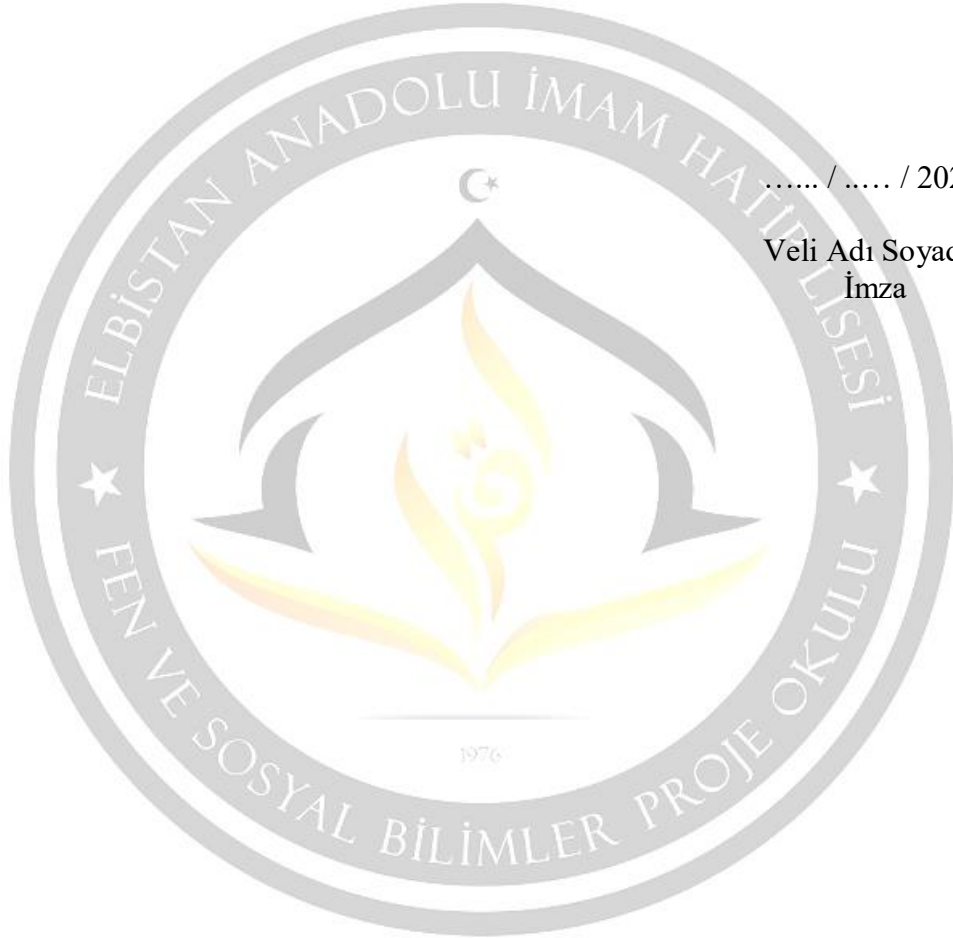 ELBİSTAN ANADOLU İMAM HATİP LİSESİ
…... / ..… / 202
Veli Adı Soyad
İmza
1976
FEN VE SOSYAL BİLİMLER PROJE OKULU